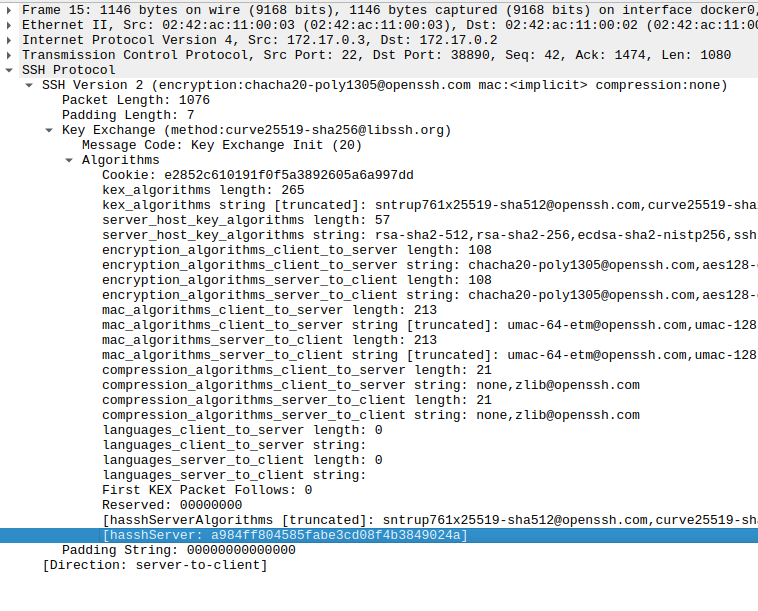 Frame 15: 1146 bytes on wire (9168 bits), 1146 bytes captured (9168 bits) on interface docker0,
Ethernet II, Src: 02:42:ac:11:00:03 (02:42:ac:11:00:03), Dst: 02:42:ac:11:00:02 (02:42:ac:11:00
Internet Protocol Version 4, Src: 172.17.0.3, Dst: 172.17.0.2
Transmission Control Protocol, Src Port: 22, Dst Port: 38890, Seq: 42, Ack: 1474, Len: 1080
SSH Protocol
SSH Version 2 (encryption:chacha20-poly1305@openssh.com mac:<implicit> compression:none)
Packet Length: 1076
Padding Length: 7
Key Exchange (method:curve25519-sha256@libssh.org)
Message Code: Key Exchange Init (20)
Algorithms
Cookie: e2852c610191f0f5a3892605a6a997dd
kex_algorithms length: 265
kex_algorithms string [truncated]: sntrup761x25519-sha512@openssh.com,curve25519-sha
server_host_key_algorithms length: 57
server_host_key_algorithms string: rsa-sha2-512,rsa-sha2-256,ecdsa-sha2-nistp256,ssh
encryption_algorithms_client_to_server length: 108
encryption_algorithms_client_to_server string: chacha20-poly1305@openssh.com,aes128-
encryption_algorithms_server_to_client length: 108
encryption_algorithms_server_to_client string: chacha20-poly1305@openssh.com,aes128-
mac_algorithms_client_to_server length: 213
mac_algorithms_client_to_server string [truncated]: umac-64-etm@openssh.com,umac-128
mac_algorithms_server_to_client length: 213
mac_algorithms_server_to_client string [truncated]: umac-64-etm@openssh.com,umac-128
compression_algorithms_client_to_server length: 21
compression_algorithms_client_to_server string: none,zlib@openssh.com
compression_algorithms_server_to_client length: 21
compression_algorithms_server_to_client string: none,zlib@openssh.com
languages_client_to_server length: 0
languages_client_to_server string:
languages_server_to_client length: 0
languages_server_to_client string:
First KEX Packet Follows: 0
Reserved: 00000000
[hasshServerAlgorithms [truncated]: sntrup761x25519-sha512@openssh.com,curve25519-sha
[hasshServer: a984ff804585fabe3cd08f4b3849024a]
Padding String: 00000000000000
[Direction: server-to-client]